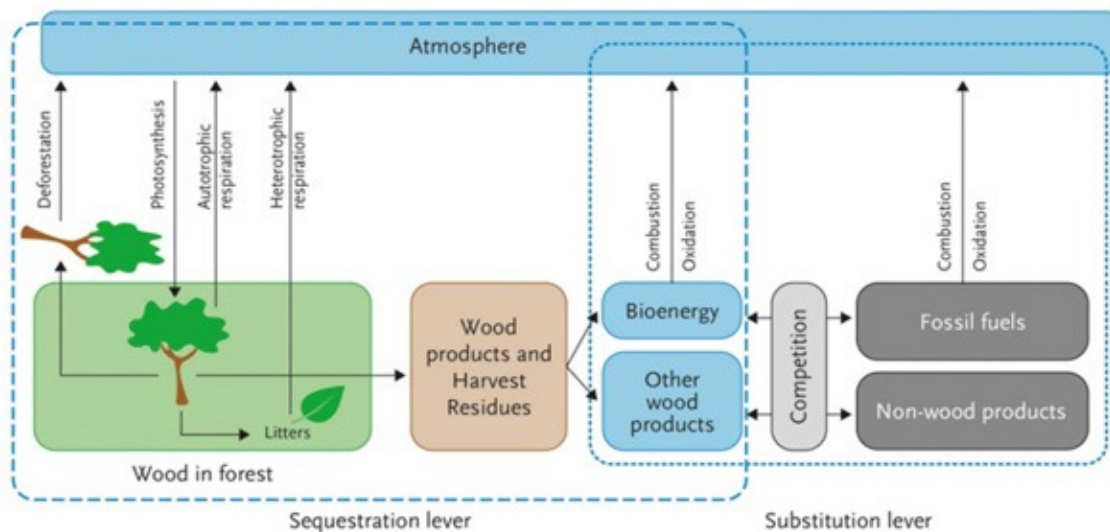 Atmosphere
Deforestation
Photosynthesis
Autotrophic
respiration
Heterotrophic
respiration
Combustion
Oxidation
Combustion
Oxidation
Bioenergy
Other
wood
products
Wood
products and
Harvest
Residues
Competition
Fossil fuels
Non-wood products
Litters
Wood in forest
Sequestration lever
Substitution lever